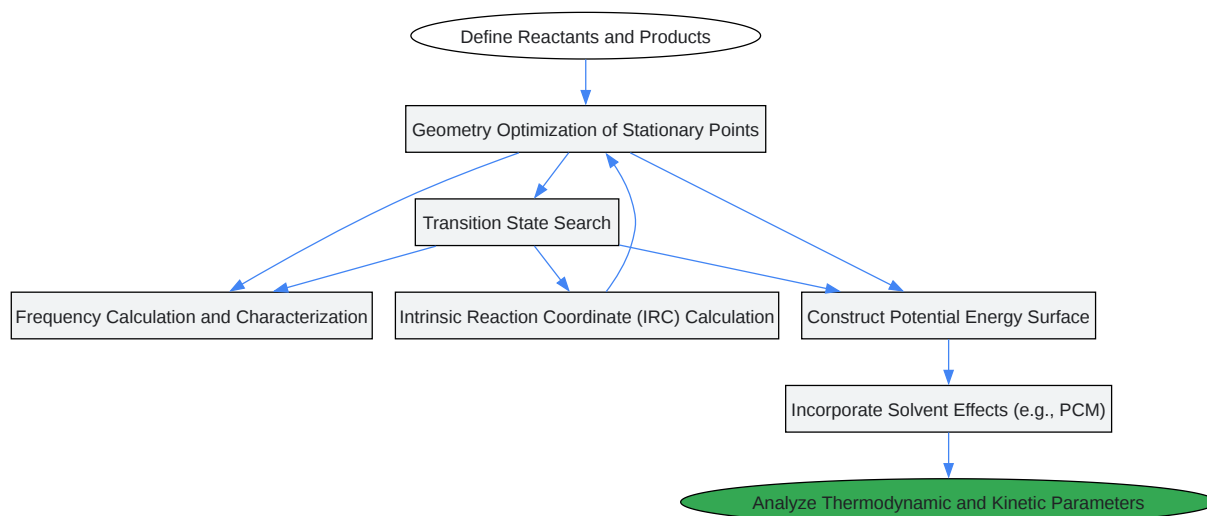 Define Reactants and Products
Geometry Optimization of Stationary Points
Transition State Search
Frequency Calculation and Characterization
Intrinsic Reaction Coordinate (IRC) Calculation
Construct Potential Energy Surface
Incorporate Solvent Effects (e.g., PCM)
Analyze Thermodynamic and Kinetic Parameters